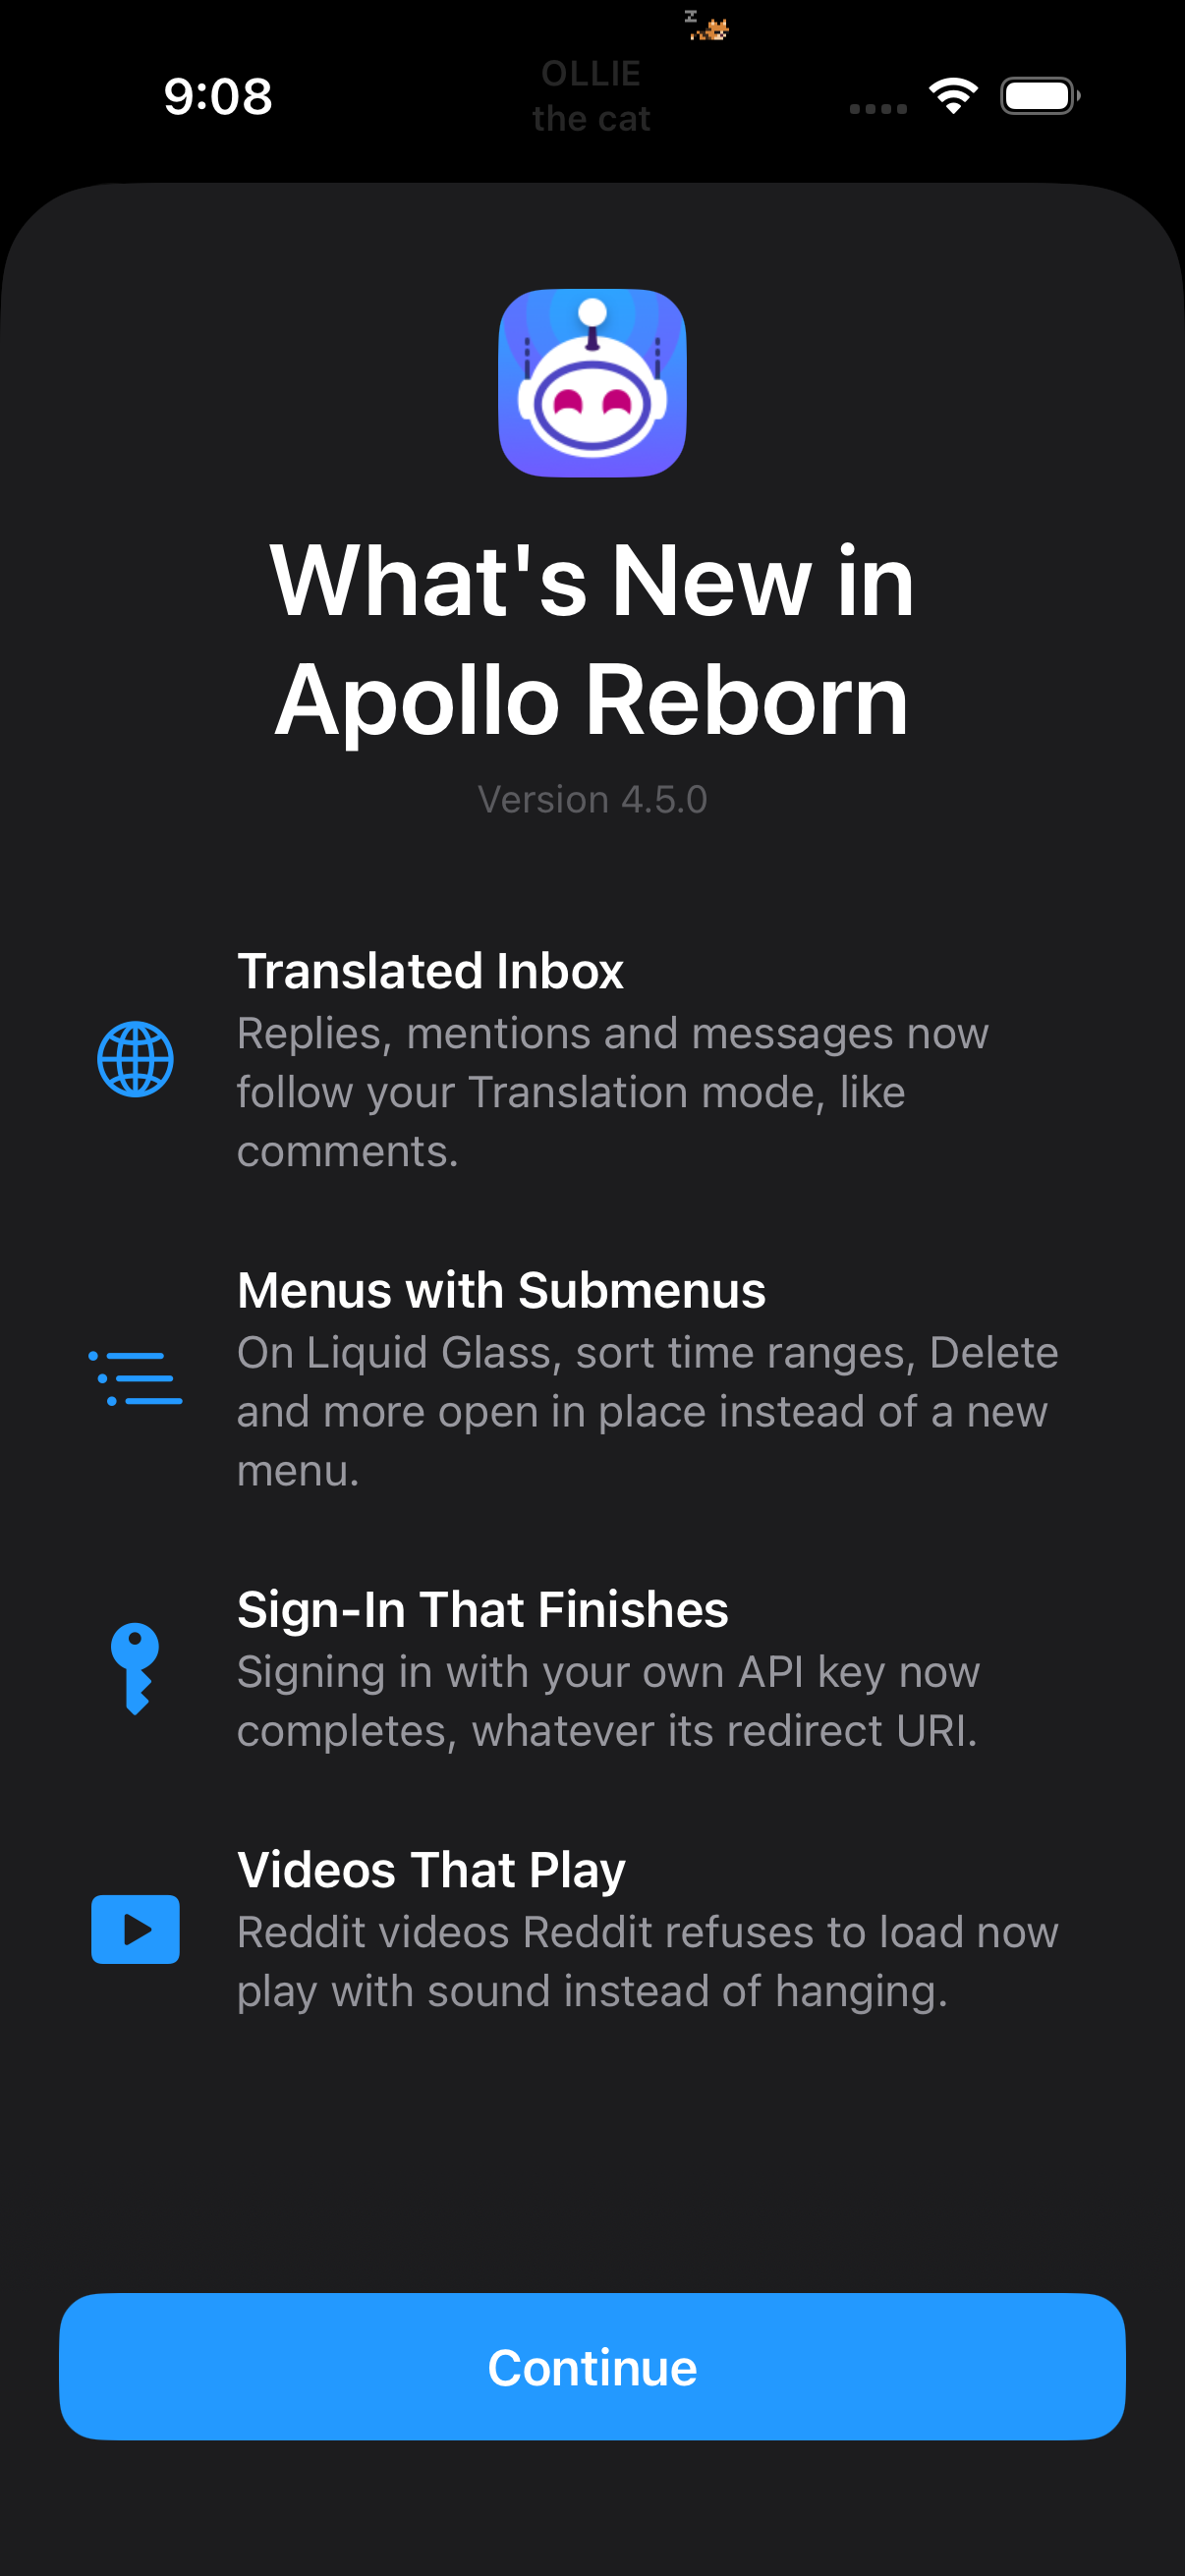 9:08
OLLIE
the cat
What's New in
Apollo Reborn
Version 4.5.0
Translated Inbox
Replies, mentions and messages now
follow your Translation mode, like
comments.
Menus with Submenus
On Liquid Glass, sort time ranges, Delete
and more open in place instead of a new
menu.
Sign-In That Finishes
Signing in with your own API key now
completes, whatever its redirect URI.
Videos That Play
Reddit videos Reddit refuses to load now
play with sound instead of hanging.
Continue